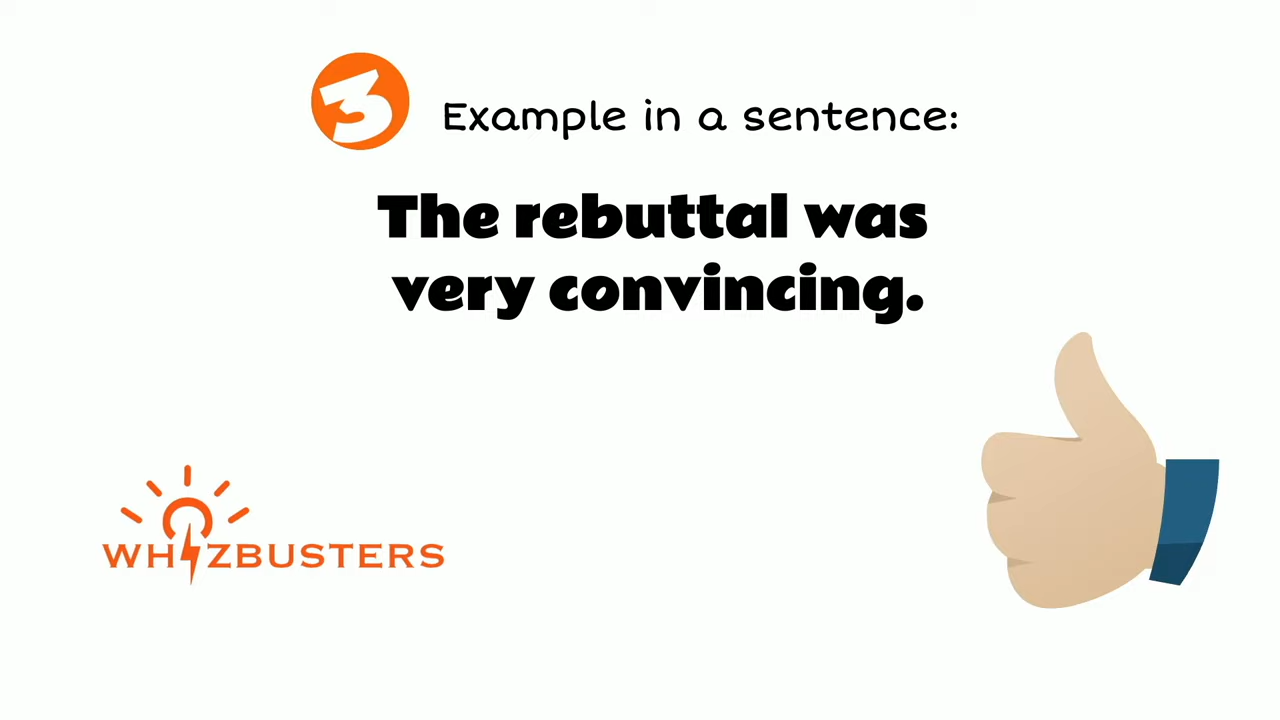 3 Example in a sentence:
The rebuttal was
very convincing.
WHIZBUSTERS